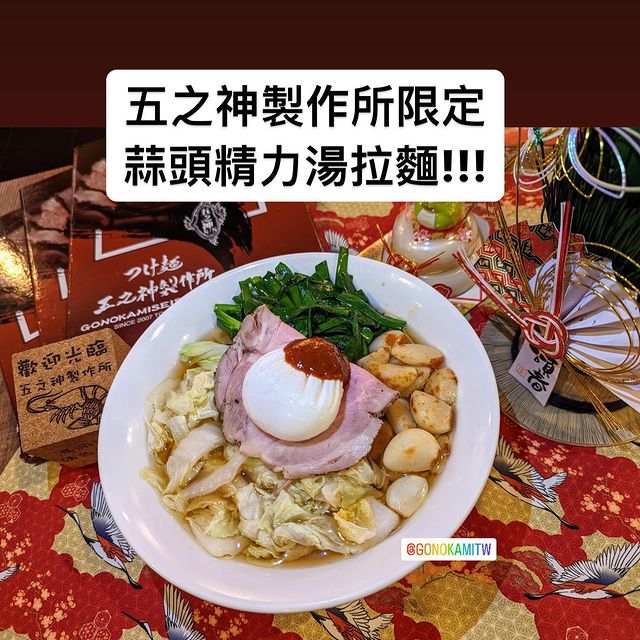 五之神製作所限定
蒜頭精力湯拉麵!!!
つけ麺
五之神製作所
GONOKAMISEI
SINCE 2007
歡迎光臨
五之神製作所
@GONOKAMITW